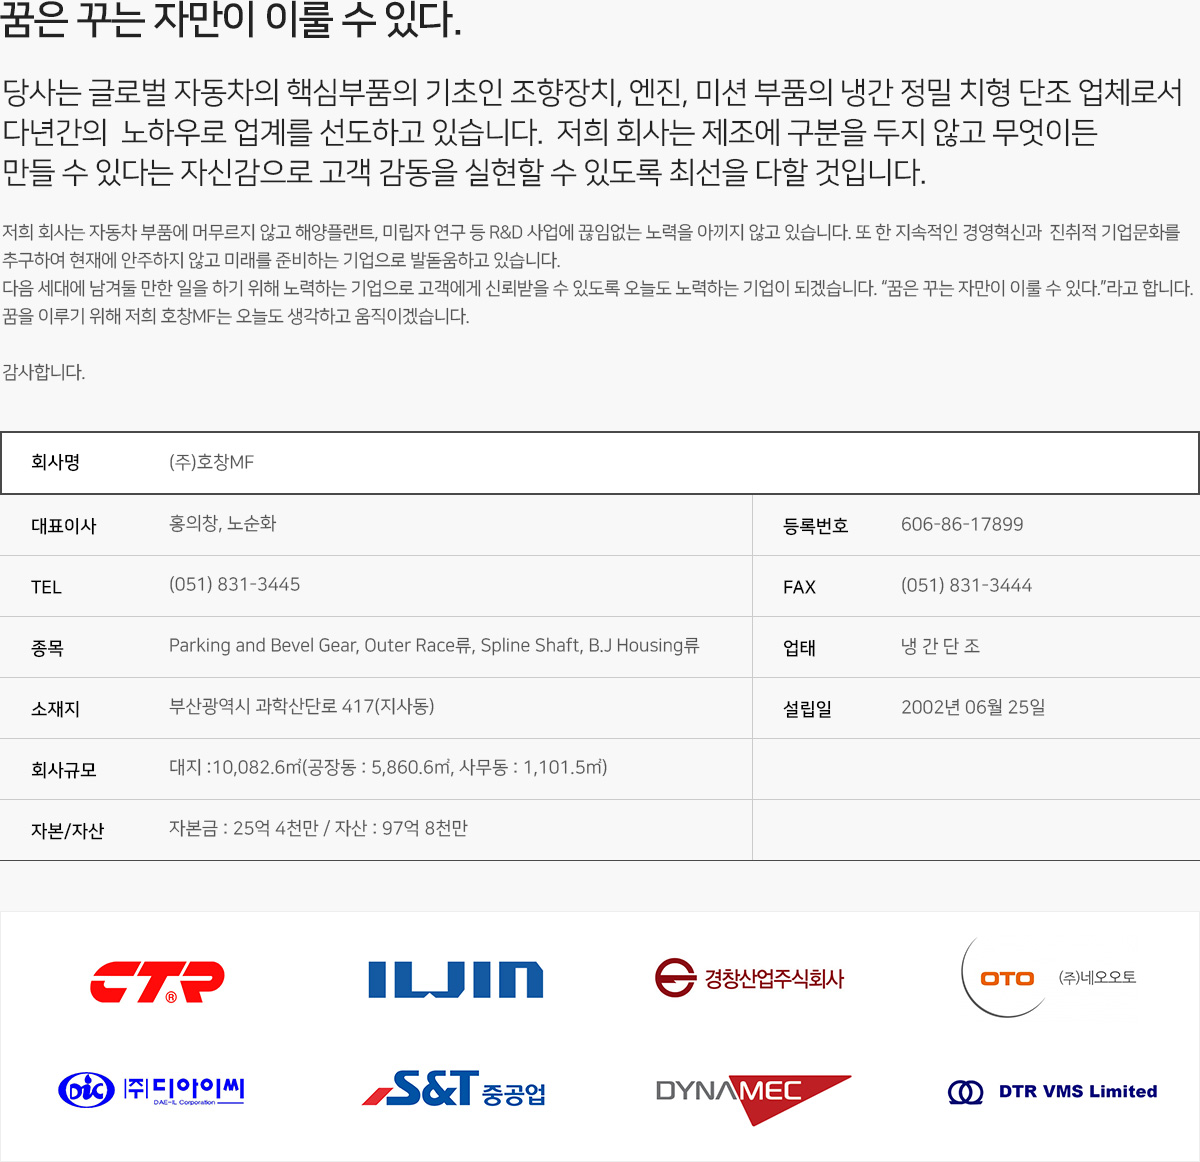 꿈은 꾸는 자만이 이룰 수 있다.
당사는 글로벌 자동차의 핵심부품의 기초인 조향장치, 엔진, 미션 부품의 냉간 정밀 치형 단조 업체로서
다년간의 노하우로 업계를 선도하고 있습니다. 저희 회사는 제조에 구분을 두지 않고 무엇이든
만들 수 있다는 자신감으로 고객 감동을 실현할 수 있도록 최선을 다할 것입니다.
저희 회사는 자동차 부품에 머무르지 않고 해양플랜트, 미립자 연구 등 R&D 사업에 끊임없는 노력을 아끼지 않고 있습니다. 또 한 지속적인 경영혁신과 진취적 기업문화를
추구하여 현재에 안주하지 않고 미래를 준비하는 기업으로 발돋움하고 있습니다.
다음 세대에 남겨둘 만한 일을 하기 위해 노력하는 기업으로 고객에게 신뢰받을 수 있도록 오늘도 노력하는 기업이 되겠습니다. “꿈은 꾸는 자만이 이룰 수 있다.”라고 합니다.
꿈을 이루기 위해 저희 호창MF는 오늘도 생각하고 움직이겠습니다.
감사합니다.
회사명 (주)호창MF
대표이사 홍의창, 노순화 등록번호 606-86-17899
TEL (051) 831-3445 FAX (051) 831-3444
종목 Parking and Bevel Gear, Outer Race류, Spline Shaft, B.J Housing류 업태 냉 간 단 조
소재지 부산광역시 과학산단로 417(지사동) 설립일 2002년 06월 25일
회사규모 대지 :10,082.6㎡(공장동 : 5,860.6㎡, 사무동 : 1,101.5㎡)
자본/자산 자본금 : 25억 4천만 / 자산 : 97억 8천만
CTR® ILJIN 경창산업주식회사 OTO (주)네오오토
DIC (주)디아이씨 S&T 중공업 DYNAMEC DTR VMS Limited
DAE-IL Corporation